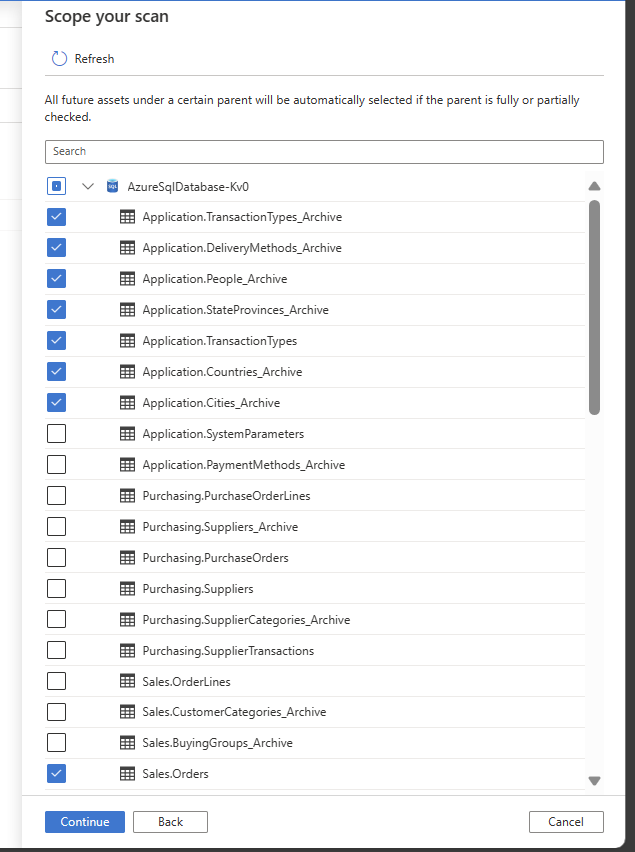 Scope your scan
Refresh
All future assets under a certain parent will be automatically selected if the parent is fully or partially
checked.
Search
SQL AzureSqlDatabase-Kv0
Application.TransactionTypes_Archive
Application.DeliveryMethods_Archive
Application.People_Archive
Application.StateProvinces_Archive
Application.TransactionTypes
Application.Countries_Archive
Application.Cities_Archive
Application.SystemParameters
Application.PaymentMethods_Archive
Purchasing.PurchaseOrderLines
Purchasing.Suppliers_Archive
Purchasing.PurchaseOrders
Purchasing.Suppliers
Purchasing.SupplierCategories_Archive
Purchasing.SupplierTransactions
Sales.OrderLines
Sales.CustomerCategories_Archive
Sales.BuyingGroups_Archive
Sales.Orders
Continue Back Cancel